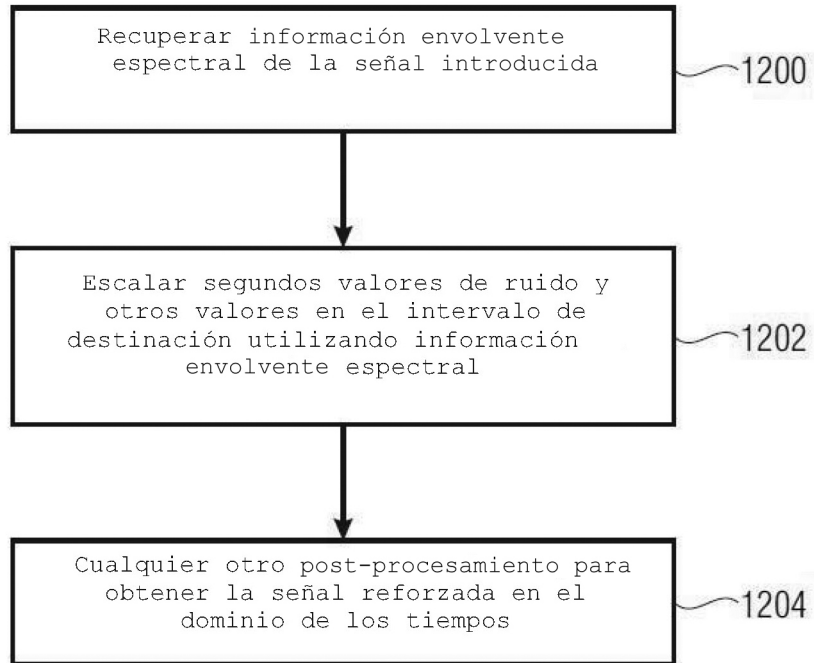 Recuperar información envolvente
espectral de la señal introducida
1200
Escalar segundos valores de ruido y
otros valores en el intervalo de
destinación utilizando información
envolvente espectral
1202
Cualquier otro post-procesamiento para
obtener la señal reforzada en el
dominio de los tiempos
1204